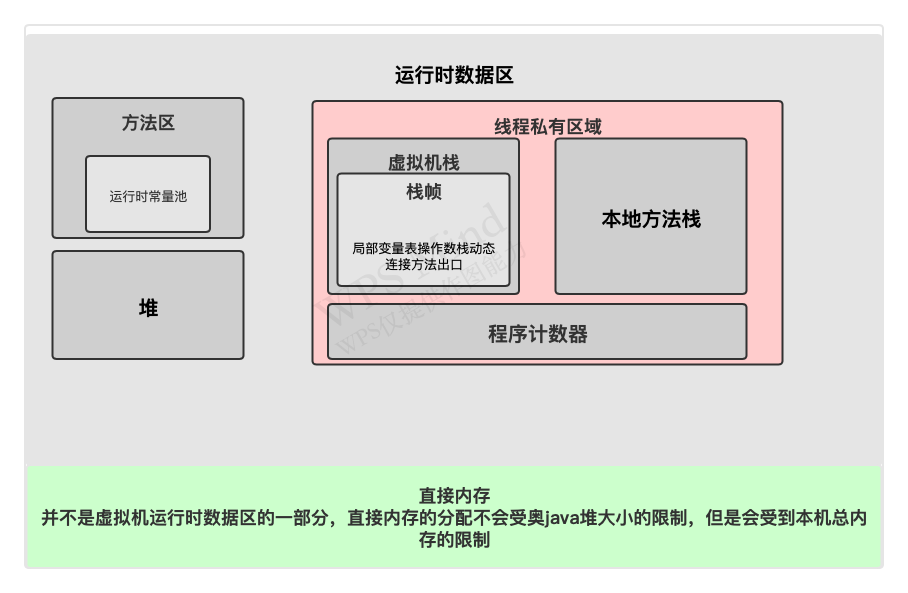 运行时数据区
方法区
运行时常量池
堆
线程私有区域
虚拟机栈
栈帧
局部变量表操作数栈动态
连接方法出口
本地方法栈
程序计数器
WPS Mind
WPS仅提供作图能力
直接内存
并不是虚拟机运行时数据区的一部分，直接内存的分配不会受奥java堆大小的限制，但是会受到本机总内
存的限制